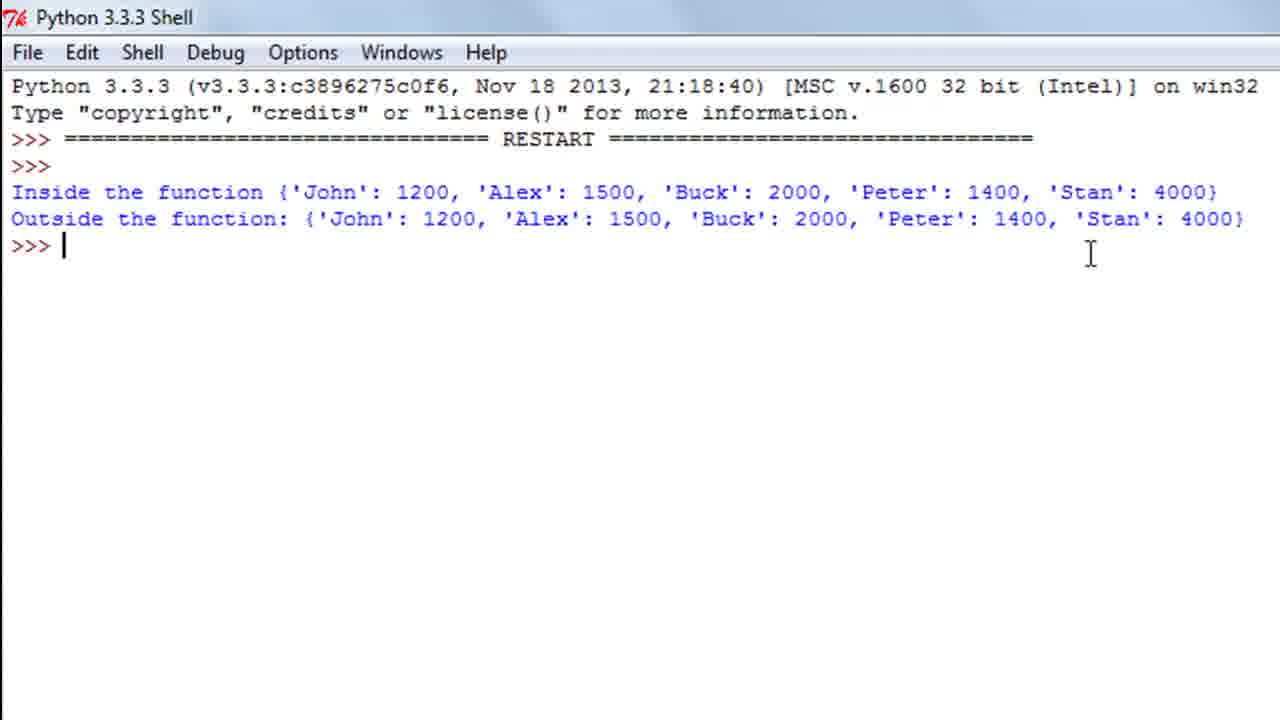 Python 3.3.3 Shell
File Edit Shell Debug Options Windows Help
Python 3.3.3 (v3.3.3:c3896275c0f6, Nov 18 2013, 21:18:40) [MSC v.1600 32 bit (Intel)] on win32
Type "copyright", "credits" or "license()" for more information.
>>> ================================ RESTART ================================
>>>
Inside the function {'John': 1200, 'Alex': 1500, 'Buck': 2000, 'Peter': 1400, 'Stan': 4000}
Outside the function: {'John': 1200, 'Alex': 1500, 'Buck': 2000, 'Peter': 1400, 'Stan': 4000}
>>>